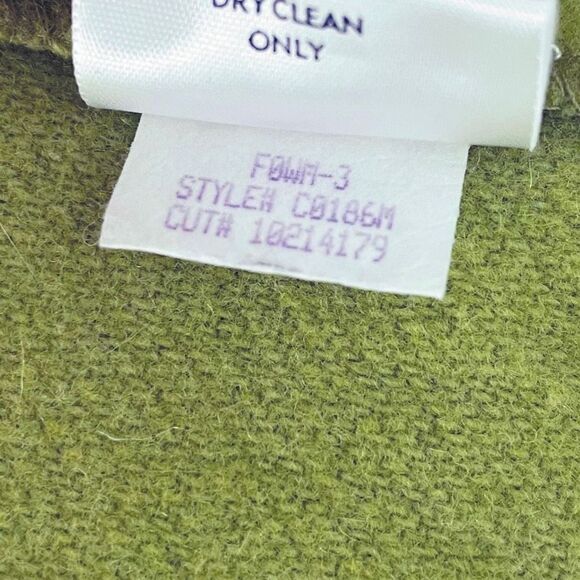 DRY CLEAN
ONLY
F0WM-3
STYLE# C0186M
CUT# 10214179